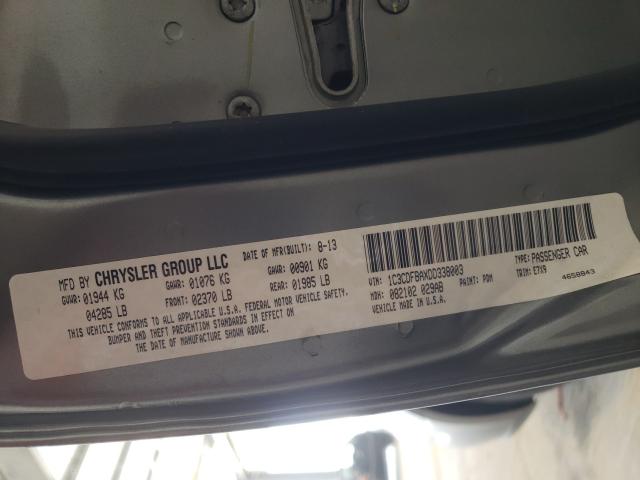 MFD BY CHRYSLER GROUP LLC DATE OF MFR(BUILT): 8-13
GVWR: 01944 KG GAWR: 01076 KG GAWR: 00901 KG
04285 LB FRONT: 02370 LB REAR: 01985 LB
THIS VEHICLE CONFORMS TO ALL APPLICABLE U.S.A. FEDERAL MOTOR VEHICLE SAFETY,
BUMPER AND THEFT PREVENTION STANDARDS IN EFFECT ON
THE DATE OF MANUFACTURE SHOWN ABOVE.
VIN: 1C3CDFBAXDD338003 TYPE: PASSENGER CAR
MDH: 082102 029AB PAINT: PDM TRIM: E7X9
VEHICLE MADE IN U.S.A. 4658843